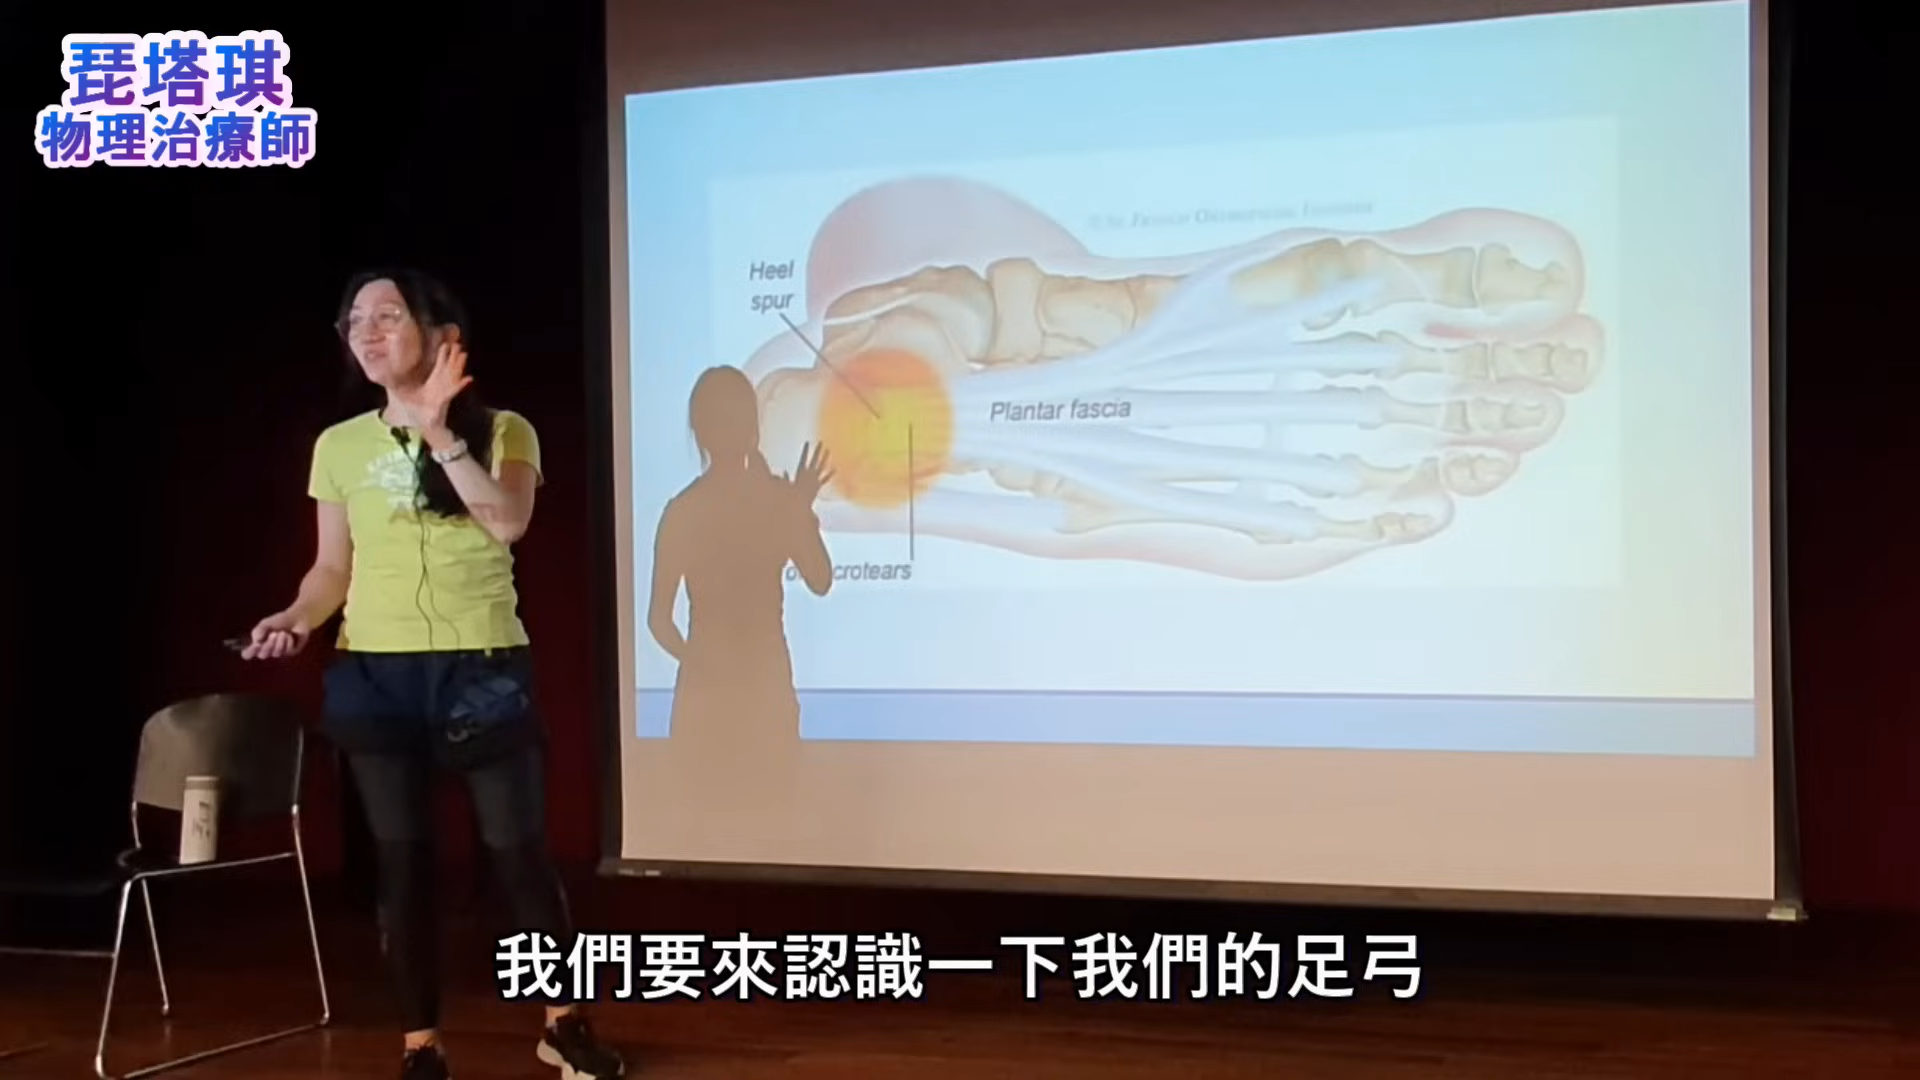 琵塔琪
物理治療師
Heel
spur
Plantar fascia
crotears
我們要來認識一下我們的足弓